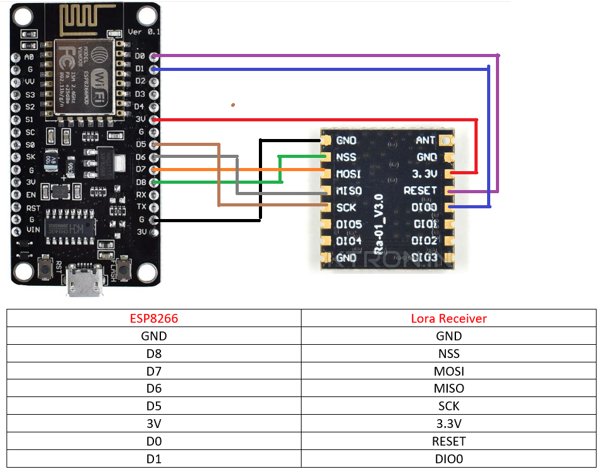 Ver 0.1
A0
G
VV
S3
S2
S1
SC
S0
SK
G
3V
EN
RST
G
VIN
D0
D1
D2
D3
D4
3V
G
D5
D6
D7
D8
RX
TX
G
3V
WiFi
FC
RST
FLASH
GND
NSS
MOSI
MISO
SCK
DIO5
DIO4
GND
Ra-01_V3.0
ANT
GND
3.3V
RESET
DIO0
DIO1
DIO2
DIO3
ESP8266 Lora Receiver
GND GND
D8 NSS
D7 MOSI
D6 MISO
D5 SCK
3V 3.3V
D0 RESET
D1 DIO0